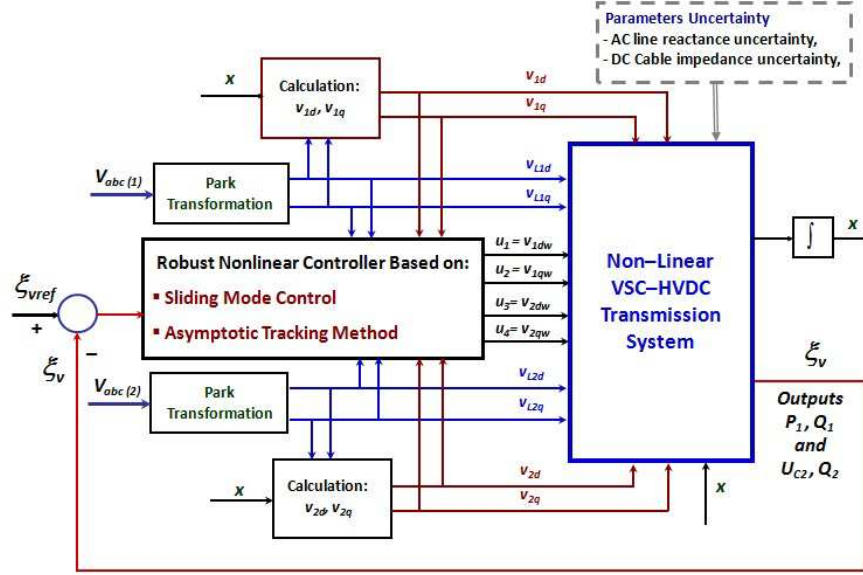 Parameters Uncertainty
- AC line reactance uncertainty,
- DC Cable impedance uncertainty,
x
Calculation:
v1d, v1q
v1d
v1q
Vabc (1)
Park
Transformation
vL1d
vL1q
Robust Nonlinear Controller Based on:
▪ Sliding Mode Control
▪ Asymptotic Tracking Method
u1 = v1dw
u2 = v1qw
u3 = v2dw
u4 = v2qw
Non–Linear
VSC–HVDC
Transmission
System
∫
x
ξvref
+
−
ξv
ξv
Outputs
P1, Q1
and
UC2, Q2
Vabc (2)
Park
Transformation
vL2d
vL2q
x
Calculation:
v2d, v2q
v2d
v2q
x